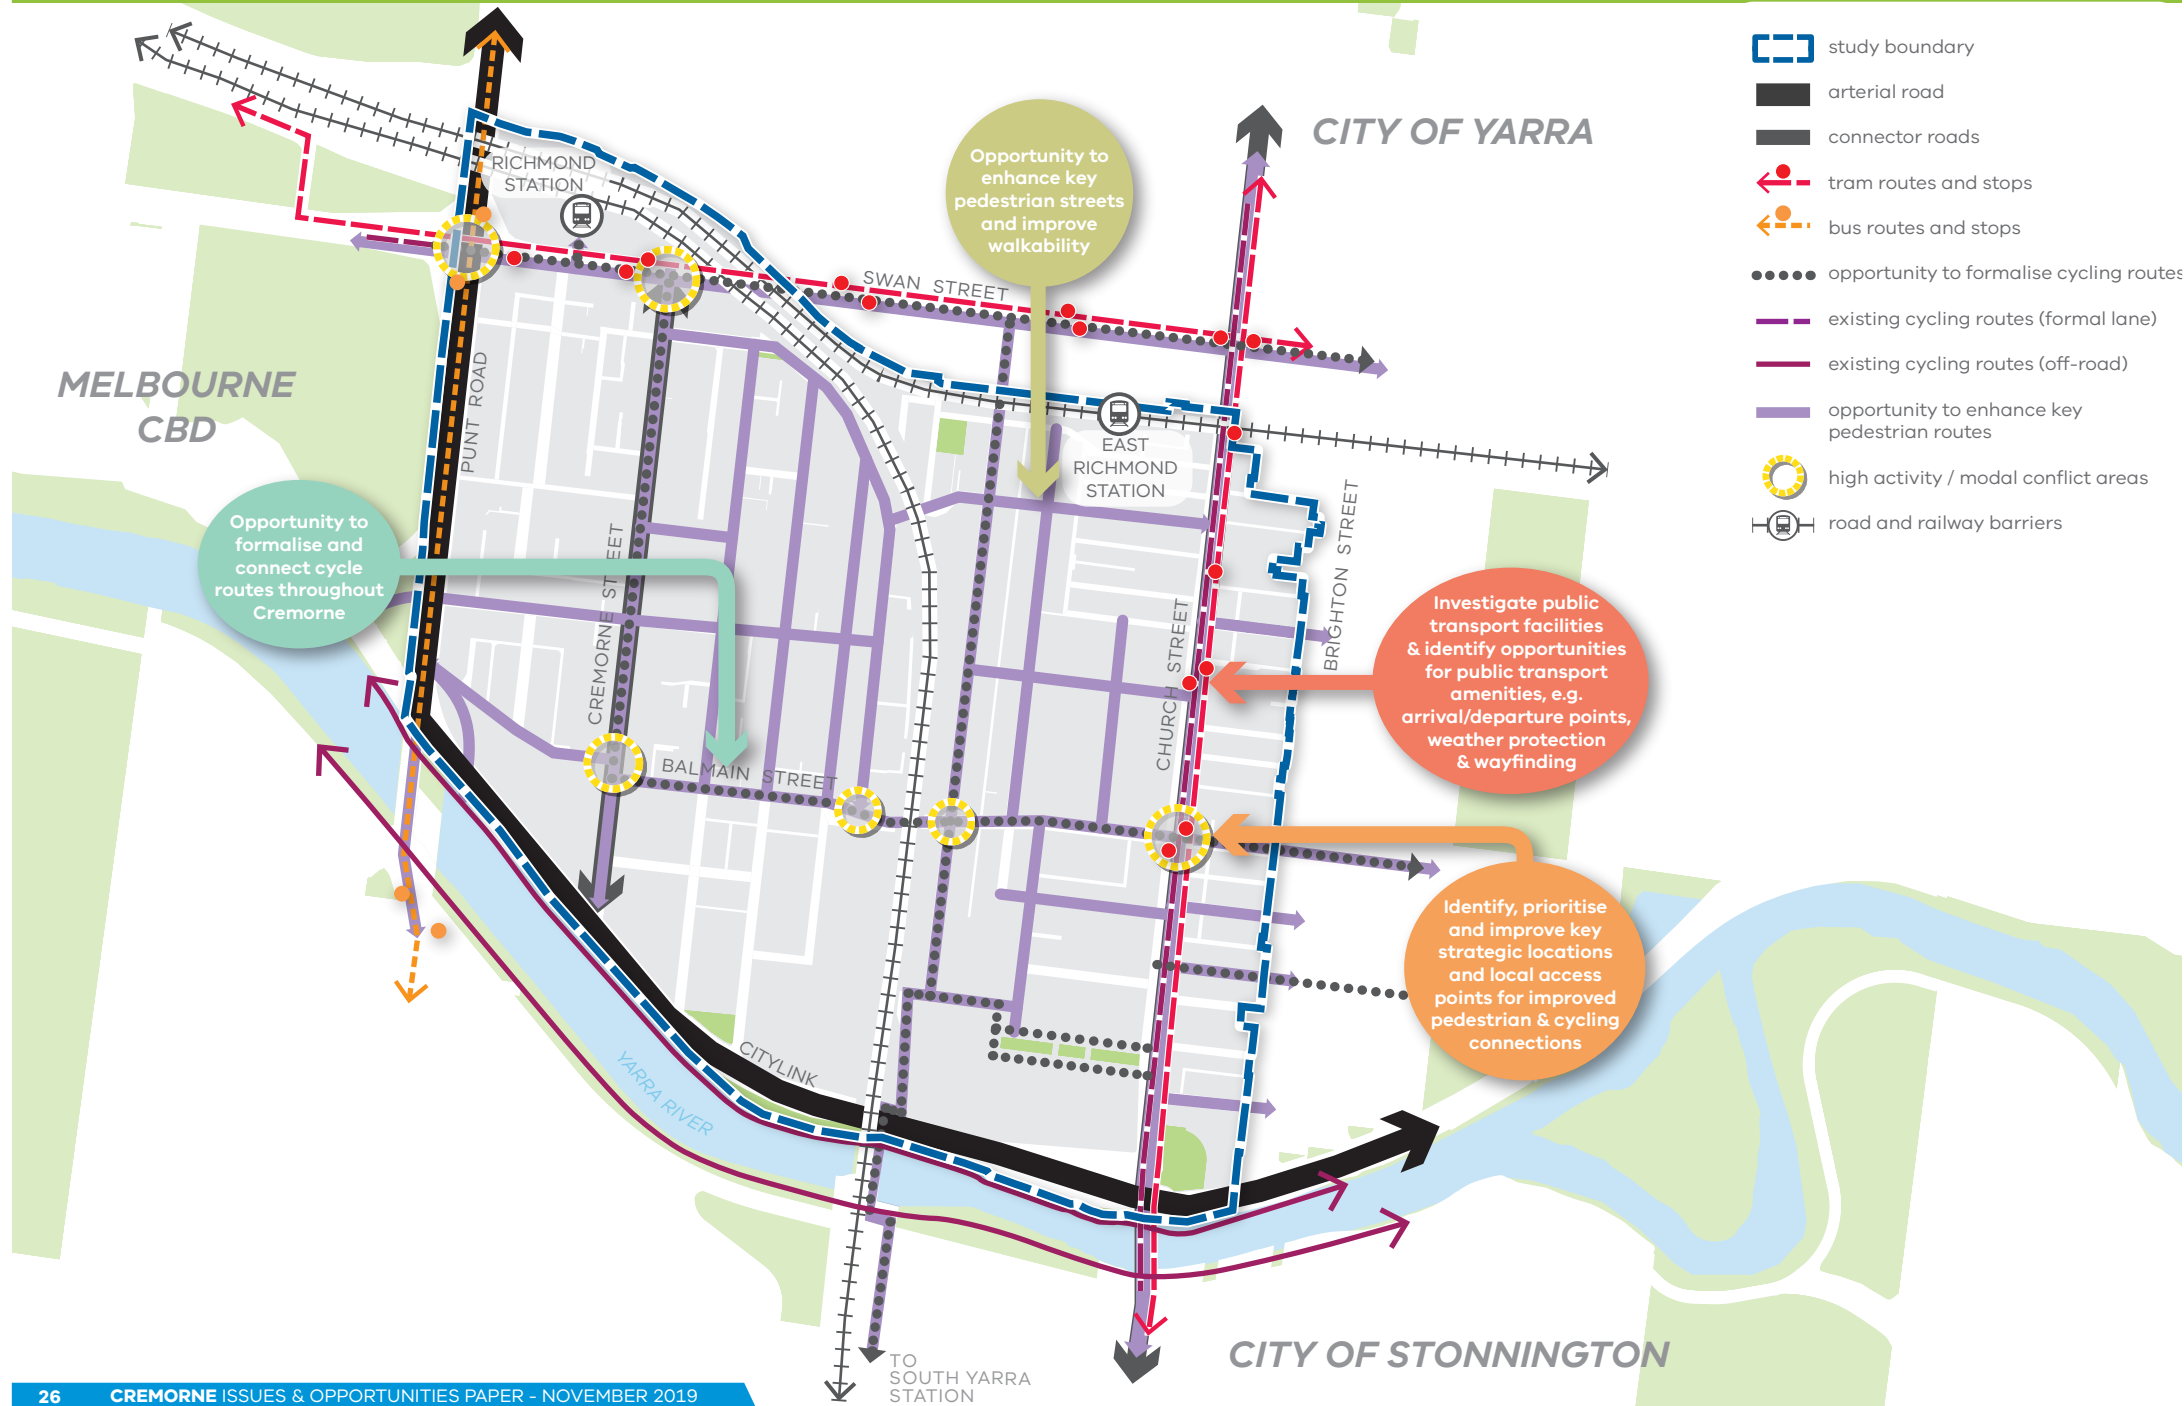 CITY OF YARRA
RICHMOND
STATION
Opportunity to
enhance key
pedestrian streets
and improve
walkability
SWAN STREET
MELBOURNE
CBD
PUNT ROAD
EAST
RICHMOND
STATION
Opportunity to
formalise and
connect cycle
routes throughout
Cremorne
CREMORNE STREET
BRIGHTON STREET
CHURCH STREET
Investigate public
transport facilities
& identify opportunities
for public transport
amenities, e.g.
arrival/departure points,
weather protection
& wayfinding
BALMAIN STREET
Identify, prioritise
and improve key
strategic locations
and local access
points for improved
pedestrian & cycling
connections
CITYLINK
YARRA RIVER
CITY OF STONNINGTON
TO
SOUTH YARRA
STATION
study boundary
arterial road
connector roads
tram routes and stops
bus routes and stops
opportunity to formalise cycling routes
existing cycling routes (formal lane)
existing cycling routes (off-road)
opportunity to enhance key
pedestrian routes
high activity / modal conflict areas
road and railway barriers
26 CREMORNE ISSUES & OPPORTUNITIES PAPER - NOVEMBER 2019